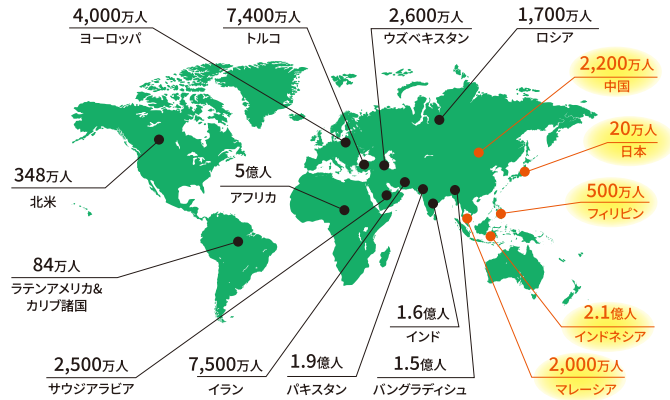 4,000万人
ヨーロッパ
7,400万人
トルコ
2,600万人
ウズベキスタン
1,700万人
ロシア
2,200万人
中国
20万人
日本
348万人
北米
5億人
アフリカ
500万人
フィリピン
84万人
ラテンアメリカ&
カリブ諸国
1.6億人
インド
2.1億人
インドネシア
2,500万人
サウジアラビア
7,500万人
イラン
1.9億人
パキスタン
1.5億人
バングラディシュ
2,000万人
マレーシア